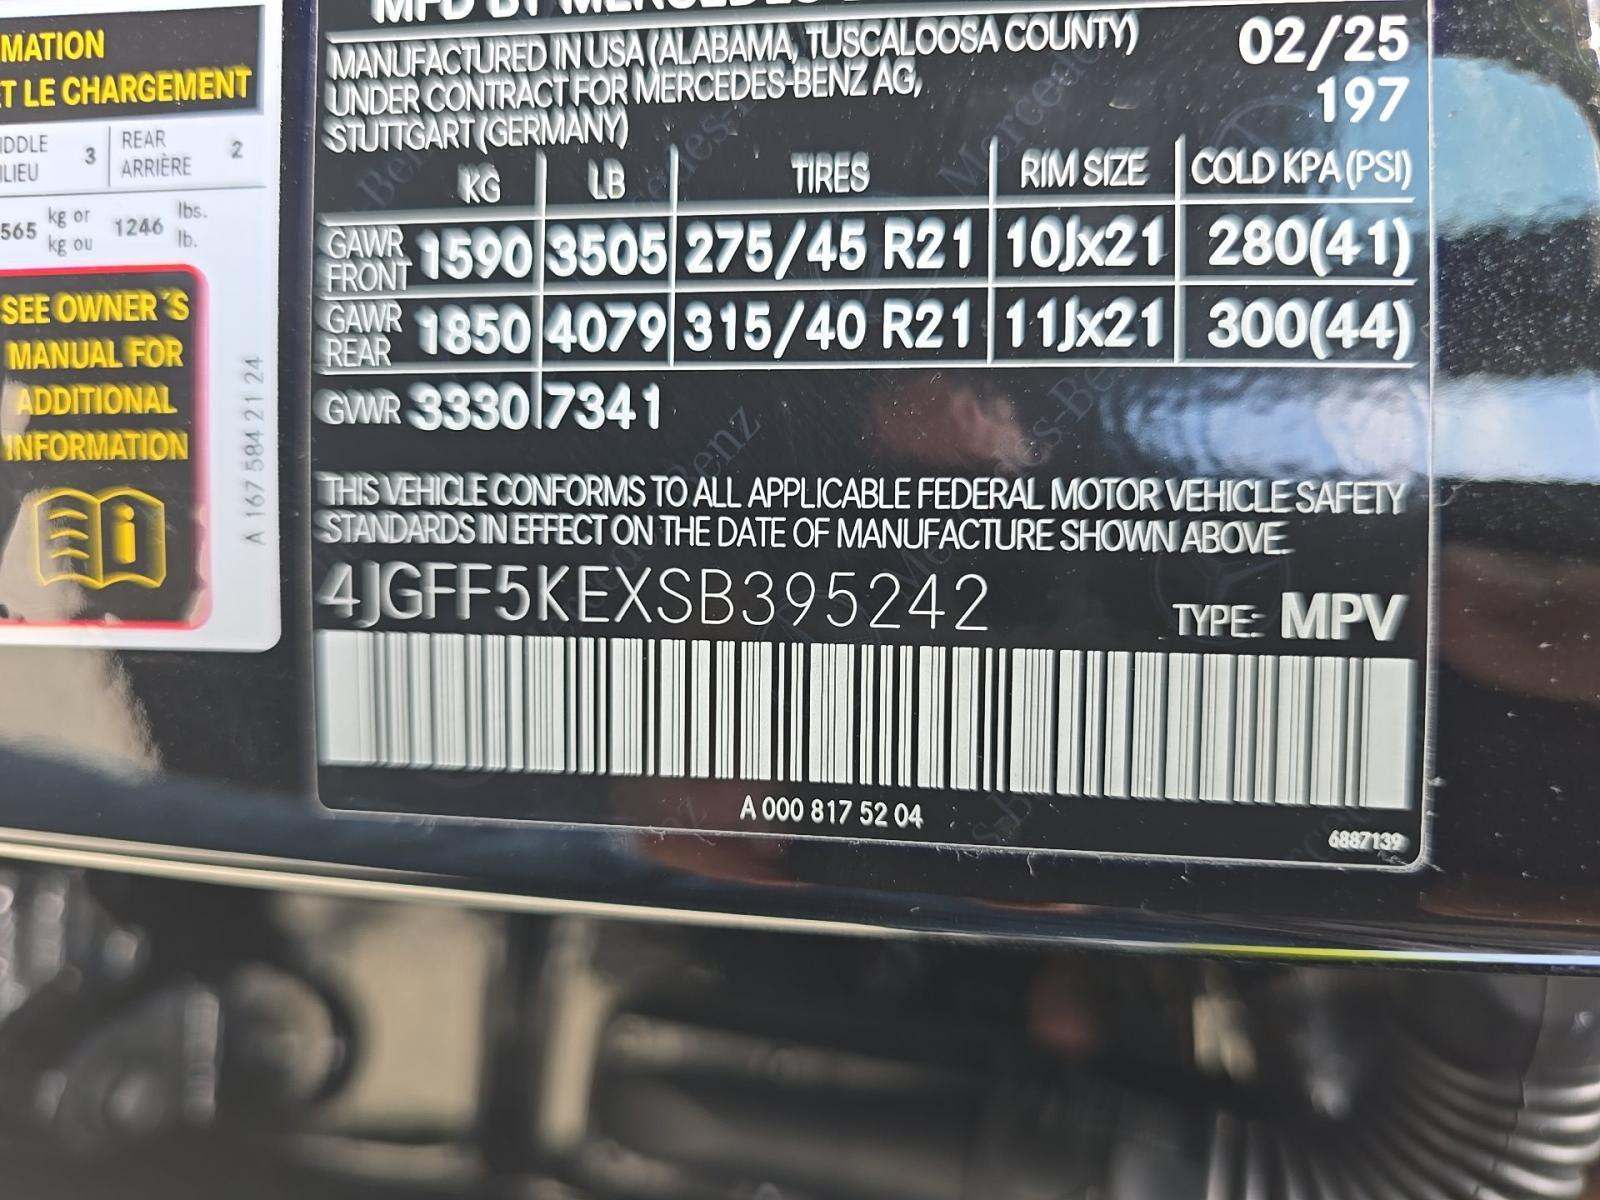 MATION
ET LE CHARGEMENT
IDDLE 3 REAR 2
ILIEU ARRIÈRE
565 kg or 1246 lbs.
kg ou lb.
SEE OWNER´S
MANUAL FOR
ADDITIONAL
INFORMATION
A 167 584 21 24
MFD BY MERCEDES
MANUFACTURED IN USA (ALABAMA, TUSCALOOSA COUNTY) 02/25
UNDER CONTRACT FOR MERCEDES-BENZ AG, 197
STUTTGART (GERMANY)
KG LB TIRES RIM SIZE COLD KPA (PSI)
GAWR FRONT 1590 3505 275/45 R21 10Jx21 280(41)
GAWR REAR 1850 4079 315/40 R21 11Jx21 300(44)
GVWR 3330 7341
THIS VEHICLE CONFORMS TO ALL APPLICABLE FEDERAL MOTOR VEHICLE SAFETY
STANDARDS IN EFFECT ON THE DATE OF MANUFACTURE SHOWN ABOVE.
4JGFF5KEXSB395242 TYPE: MPV
A 000 817 52 04
6887139